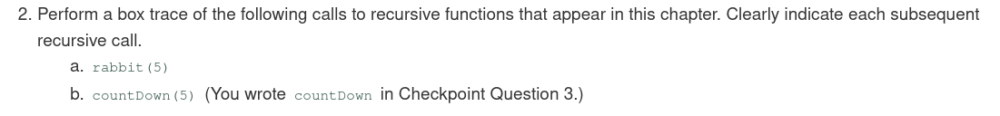 2. Perform a box trace of the following calls to recursive functions that appear in this chapter. Clearly indicate each subsequent
recursive call.
a. rabbit(5)
b. countDown(5) (You wrote countDown in Checkpoint Question 3.)